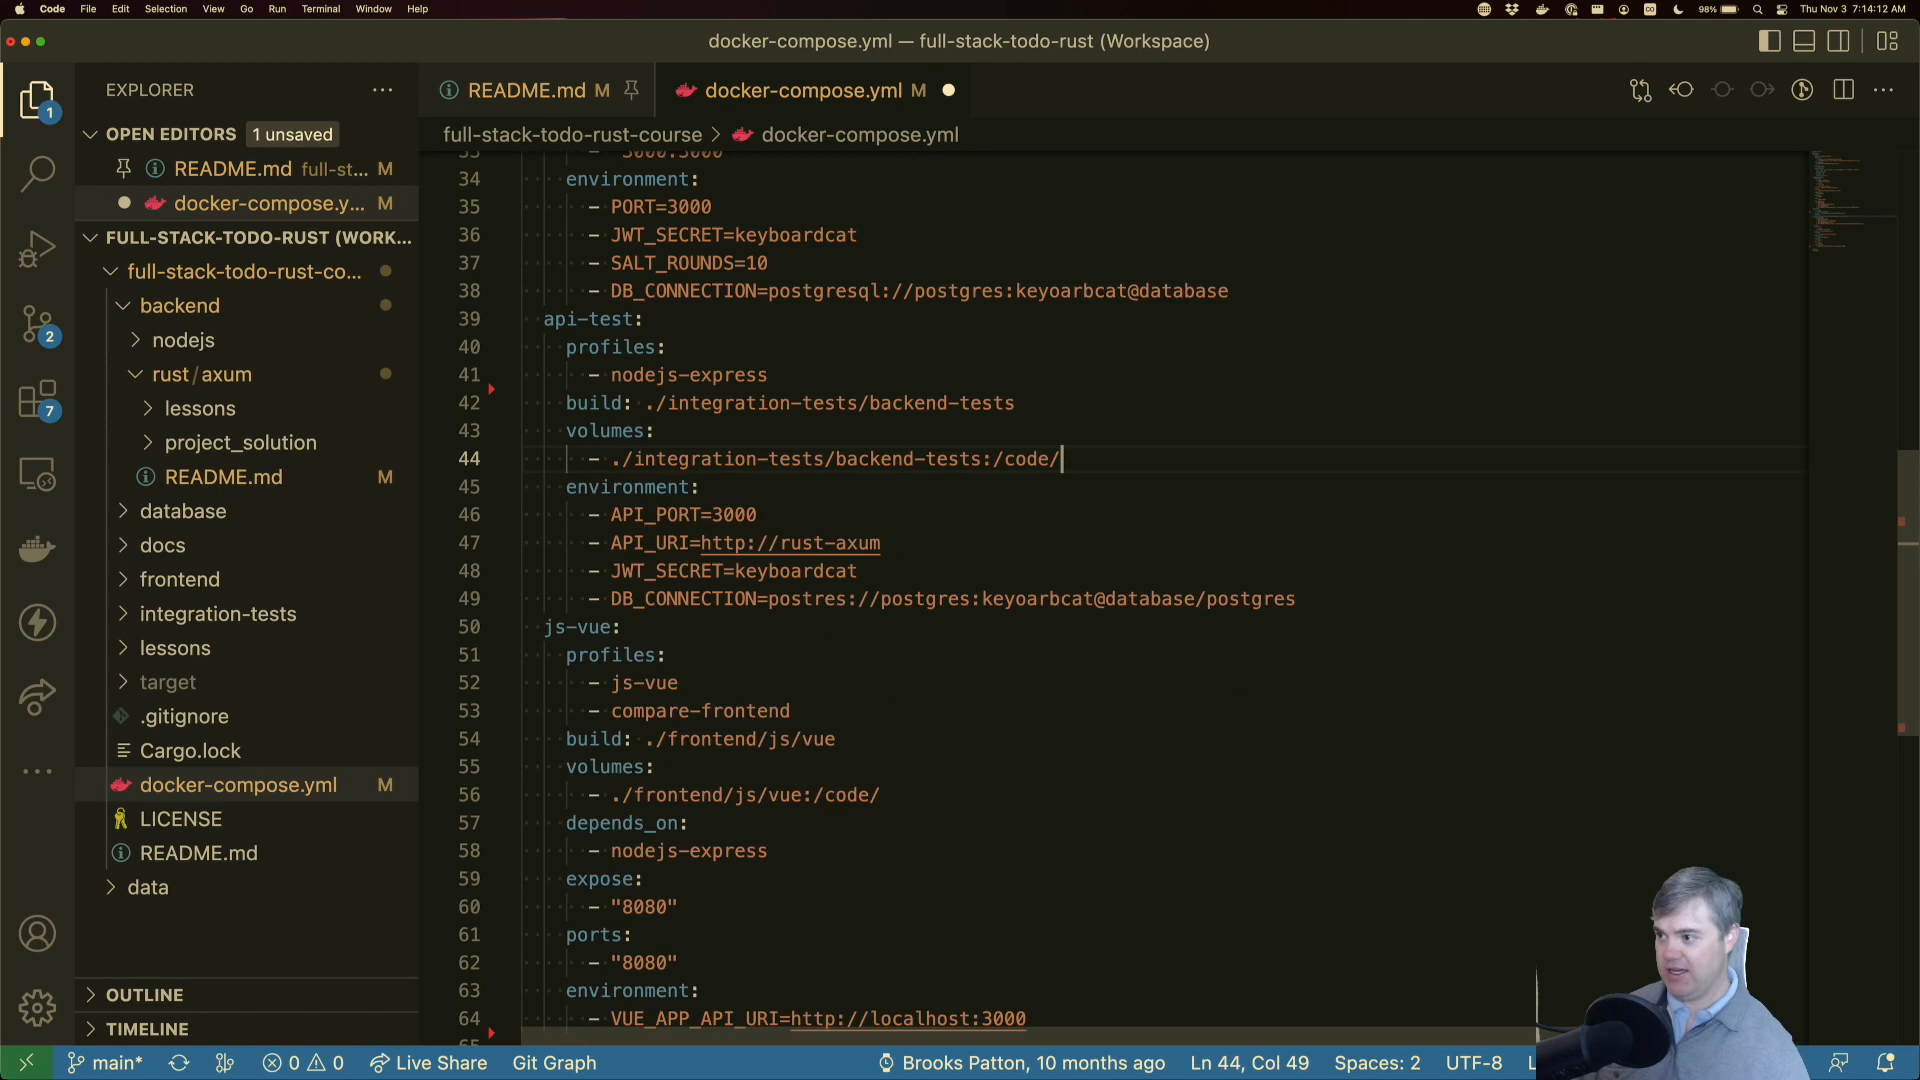 Code File Edit Selection View Go Run Terminal Window Help 98% Thu Nov 3 7:14:12 AM
docker-compose.yml — full-stack-todo-rust (Workspace)
EXPLORER
README.md M
docker-compose.yml M
1
OPEN EDITORS 1 unsaved
full-stack-todo-rust-course > docker-compose.yml
README.md full-st... M
docker-compose.y... M
FULL-STACK-TODO-RUST (WORK...
full-stack-todo-rust-co...
backend
nodejs
rust / axum
lessons
project_solution
README.md M
database
docs
frontend
integration-tests
lessons
target
.gitignore
Cargo.lock
docker-compose.yml M
LICENSE
README.md
data
OUTLINE
TIMELINE
2
7
34 environment:
35 - PORT=3000
36 - JWT_SECRET=keyboardcat
37 - SALT_ROUNDS=10
38 - DB_CONNECTION=postgresql://postgres:keyoarbcat@database
39 api-test:
40 profiles:
41 - nodejs-express
42 build: ./integration-tests/backend-tests
43 volumes:
44 - ./integration-tests/backend-tests:/code/
45 environment:
46 - API_PORT=3000
47 - API_URI=http://rust-axum
48 - JWT_SECRET=keyboardcat
49 - DB_CONNECTION=postres://postgres:keyoarbcat@database/postgres
50 js-vue:
51 profiles:
52 - js-vue
53 - compare-frontend
54 build: ./frontend/js/vue
55 volumes:
56 - ./frontend/js/vue:/code/
57 depends_on:
58 - nodejs-express
59 expose:
60 - "8080"
61 ports:
62 - "8080"
63 environment:
64 - VUE_APP_API_URI=http://localhost:3000
main* 0 0 Live Share Git Graph Brooks Patton, 10 months ago Ln 44, Col 49 Spaces: 2 UTF-8